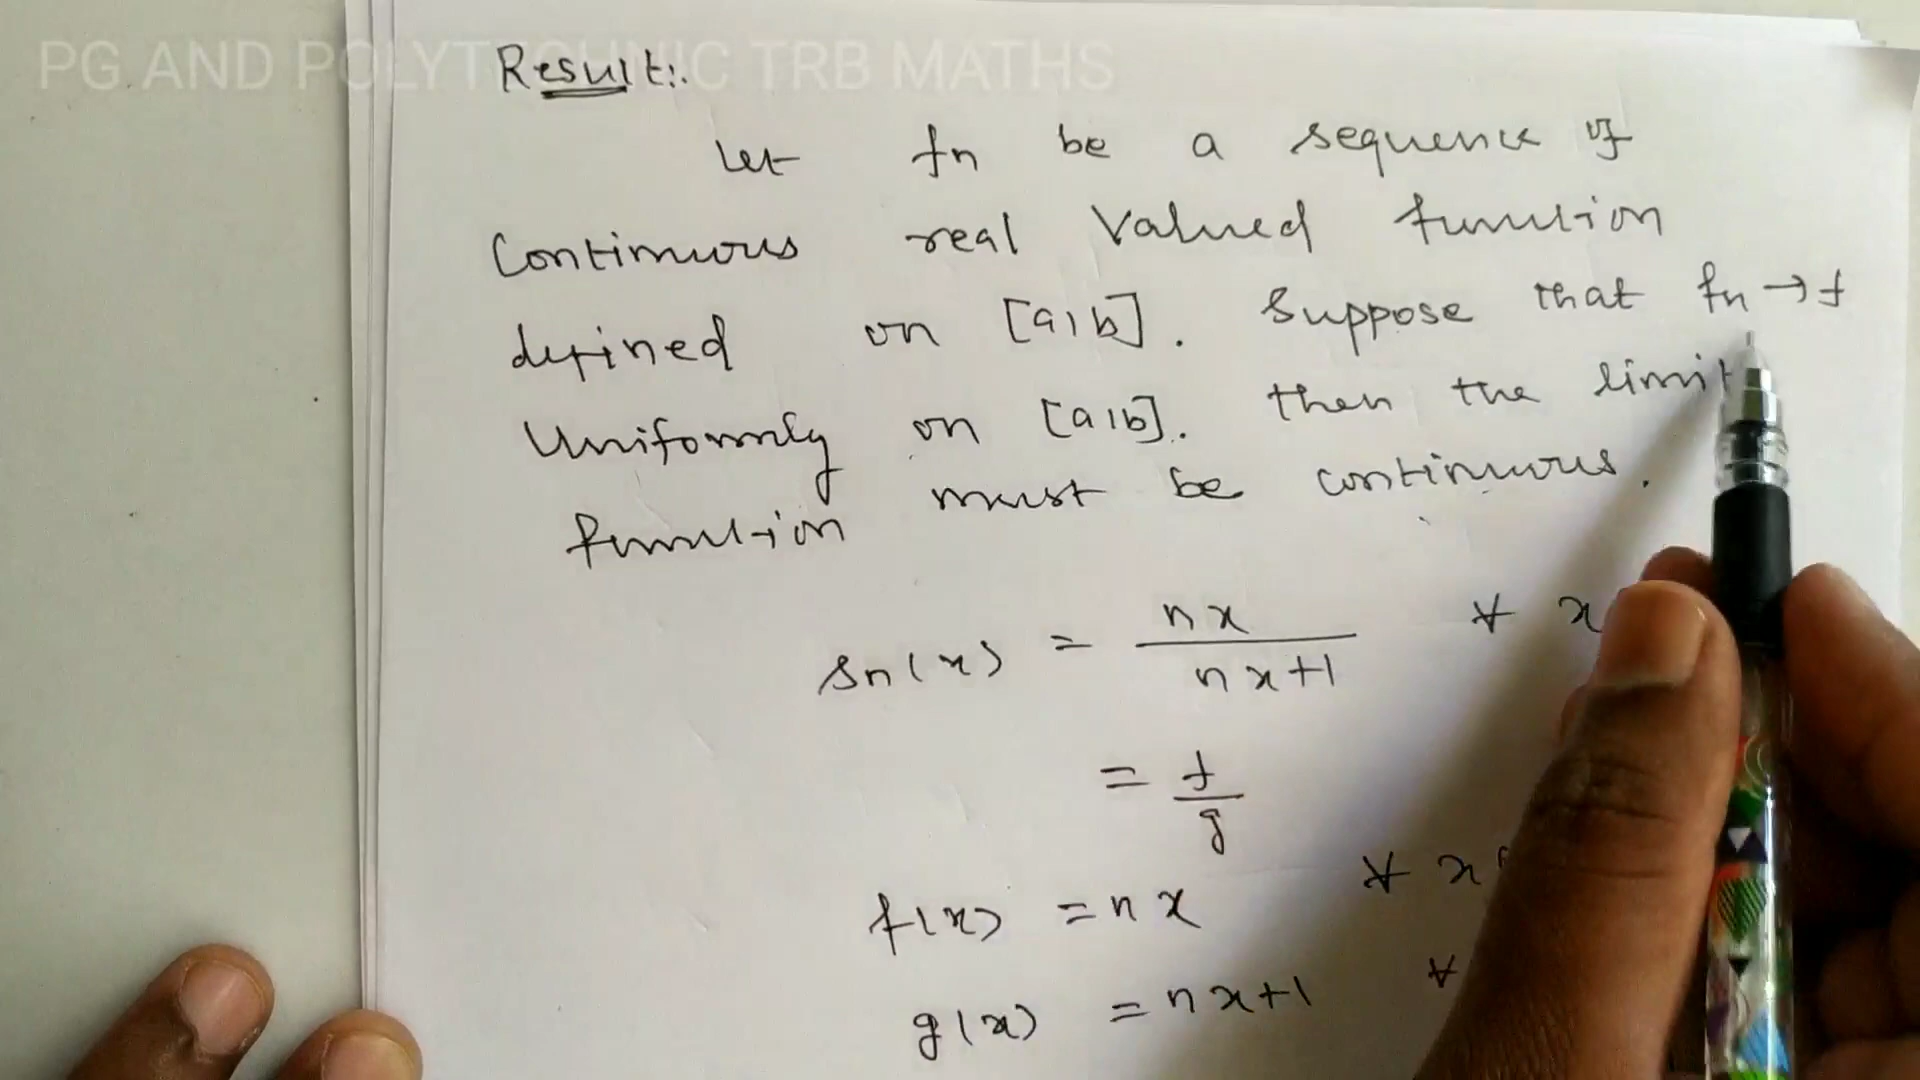 PG AND POLYTECHNIC TRB MATHS
Result:.
Let fn be a sequence of
Continuous real Valued function
defined on [a,b]. Suppose that fn → f
Uniformly on [a,b]. then the limit
function must be continuous.
sn(x) = nx / nx+1 ∀ x
= f / g
f(x) = nx ∀ x
g(x) = nx+1 ∀